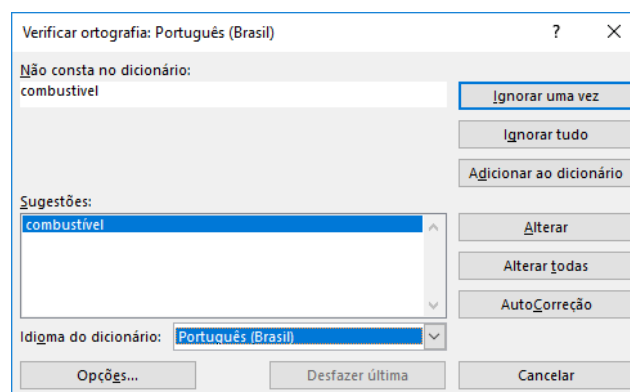 Verificar ortografia: Português (Brasil)
?
Não consta no dicionário:
combustivel
Ignorar uma vez
Ignorar tudo
Adicionar ao dicionário
Sugestões:
combustível
Alterar
Alterar todas
AutoCorreção
Idioma do dicionário: Português (Brasil)
Opções... Desfazer última Cancelar